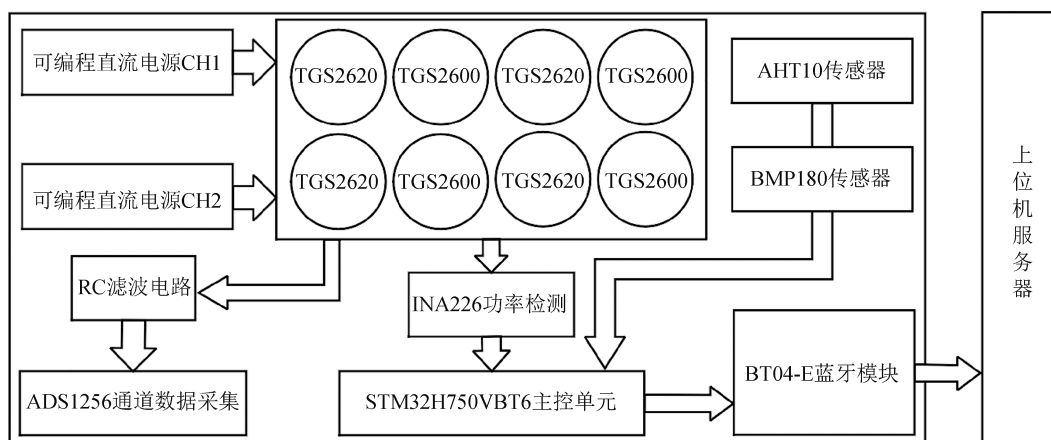 可编程直流电源CH1
TGS2620 TGS2600 TGS2620 TGS2600
AHT10传感器
可编程直流电源CH2
TGS2620 TGS2600 TGS2620 TGS2600
BMP180传感器
RC滤波电路
INA226功率检测
ADS1256通道数据采集
STM32H750VBT6主控单元
BT04-E蓝牙模块
上位机服务器